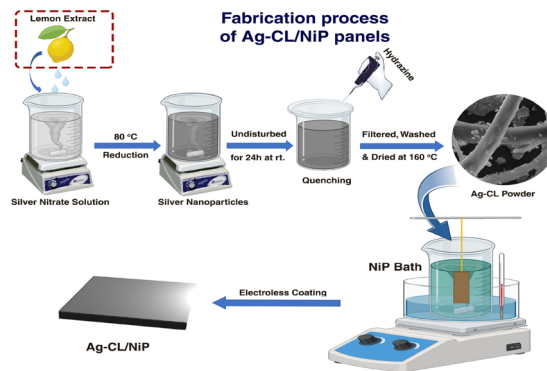 Fabrication process
of Ag-CL/NiP panels
Lemon Extract
Hydrazine
80 °C
Reduction
Undisturbed
for 24h at rt.
Filtered, Washed
& Dried at 160 °C
Quenching
Silver Nitrate Solution
Silver Nanoparticles
Ag-CL Powder
NiP Bath
Electroless Coating
Ag-CL/NiP